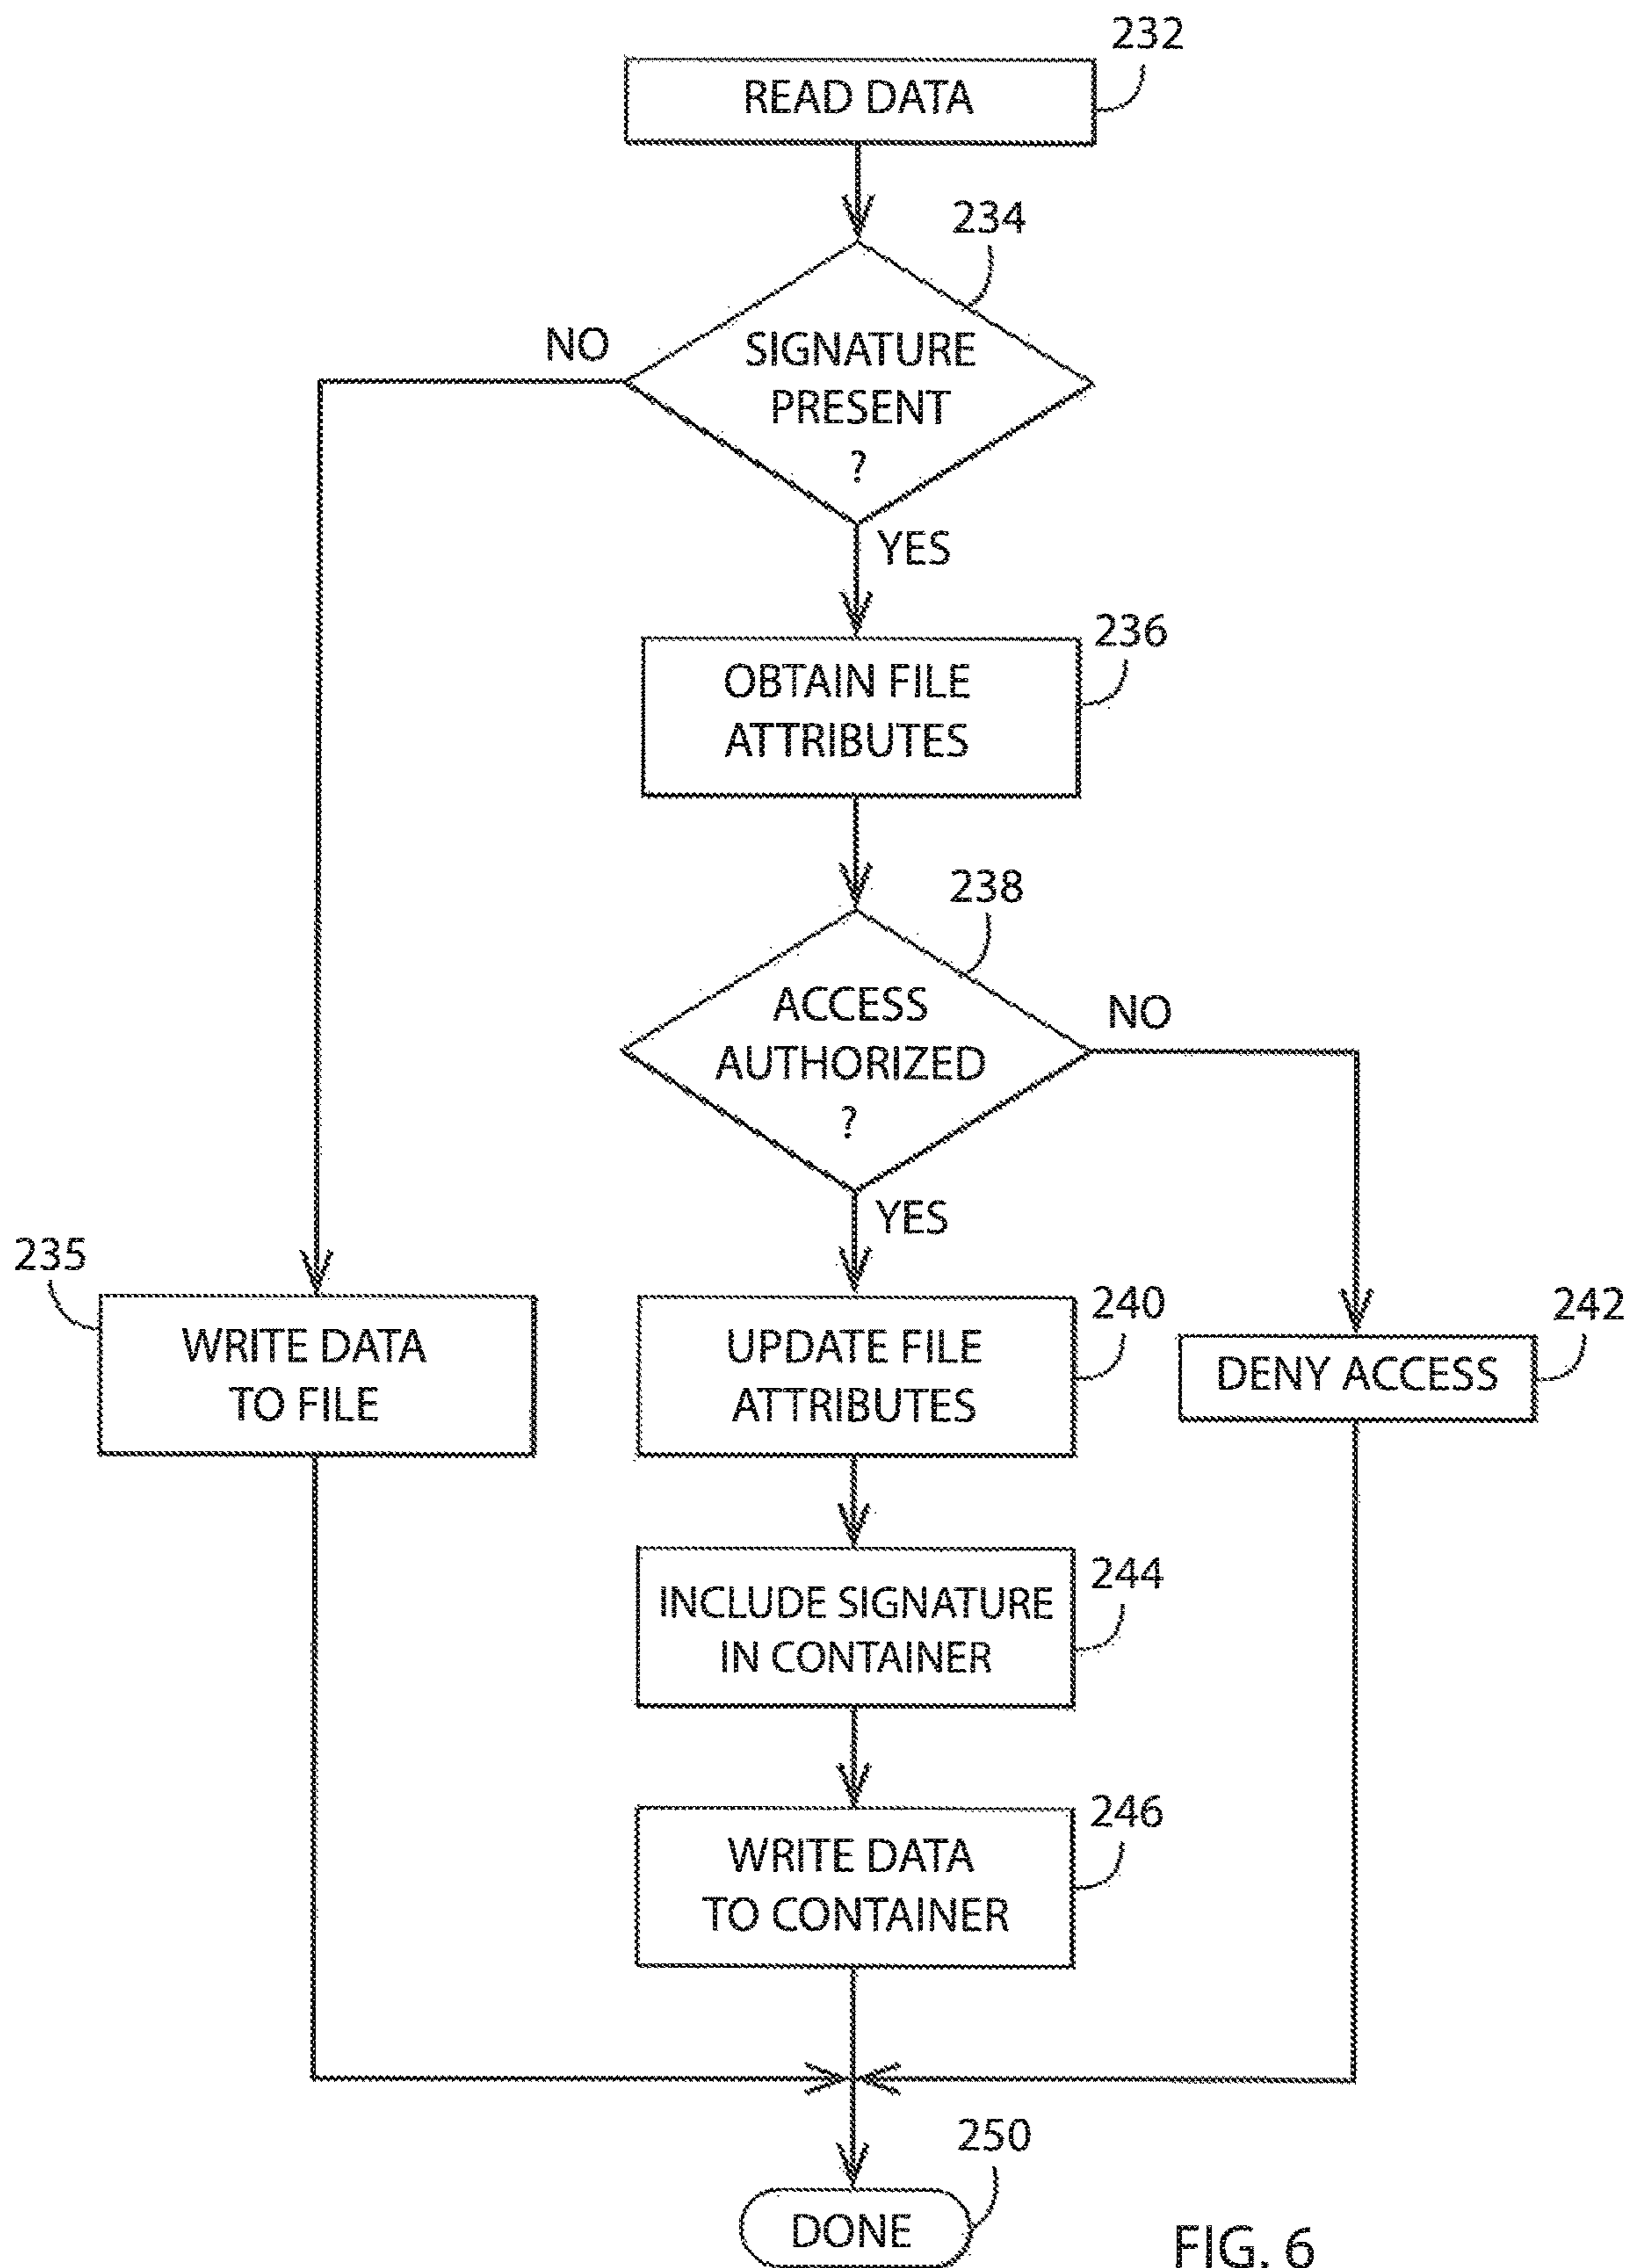 232
READ DATA
234
NO
SIGNATURE
PRESENT
?
YES
236
OBTAIN FILE
ATTRIBUTES
238
ACCESS
AUTHORIZED
?
NO
YES
235
WRITE DATA
TO FILE
240
UPDATE FILE
ATTRIBUTES
242
DENY ACCESS
244
INCLUDE SIGNATURE
IN CONTAINER
246
WRITE DATA
TO CONTAINER
250
DONE
FIG. 6